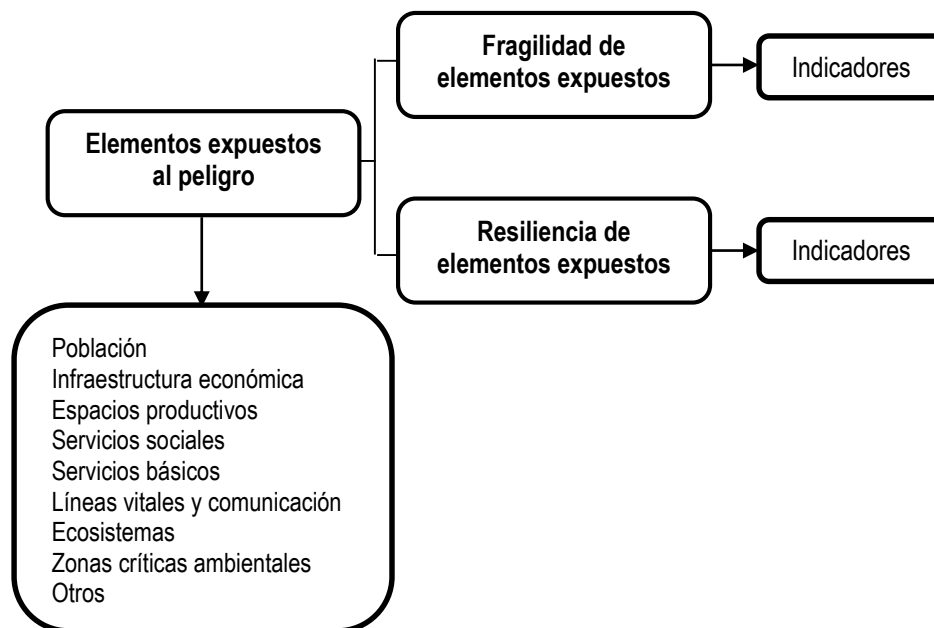 Fragilidad de
elementos expuestos
Indicadores
Elementos expuestos
al peligro
Resiliencia de
elementos expuestos
Indicadores
Población
Infraestructura económica
Espacios productivos
Servicios sociales
Servicios básicos
Líneas vitales y comunicación
Ecosistemas
Zonas críticas ambientales
Otros